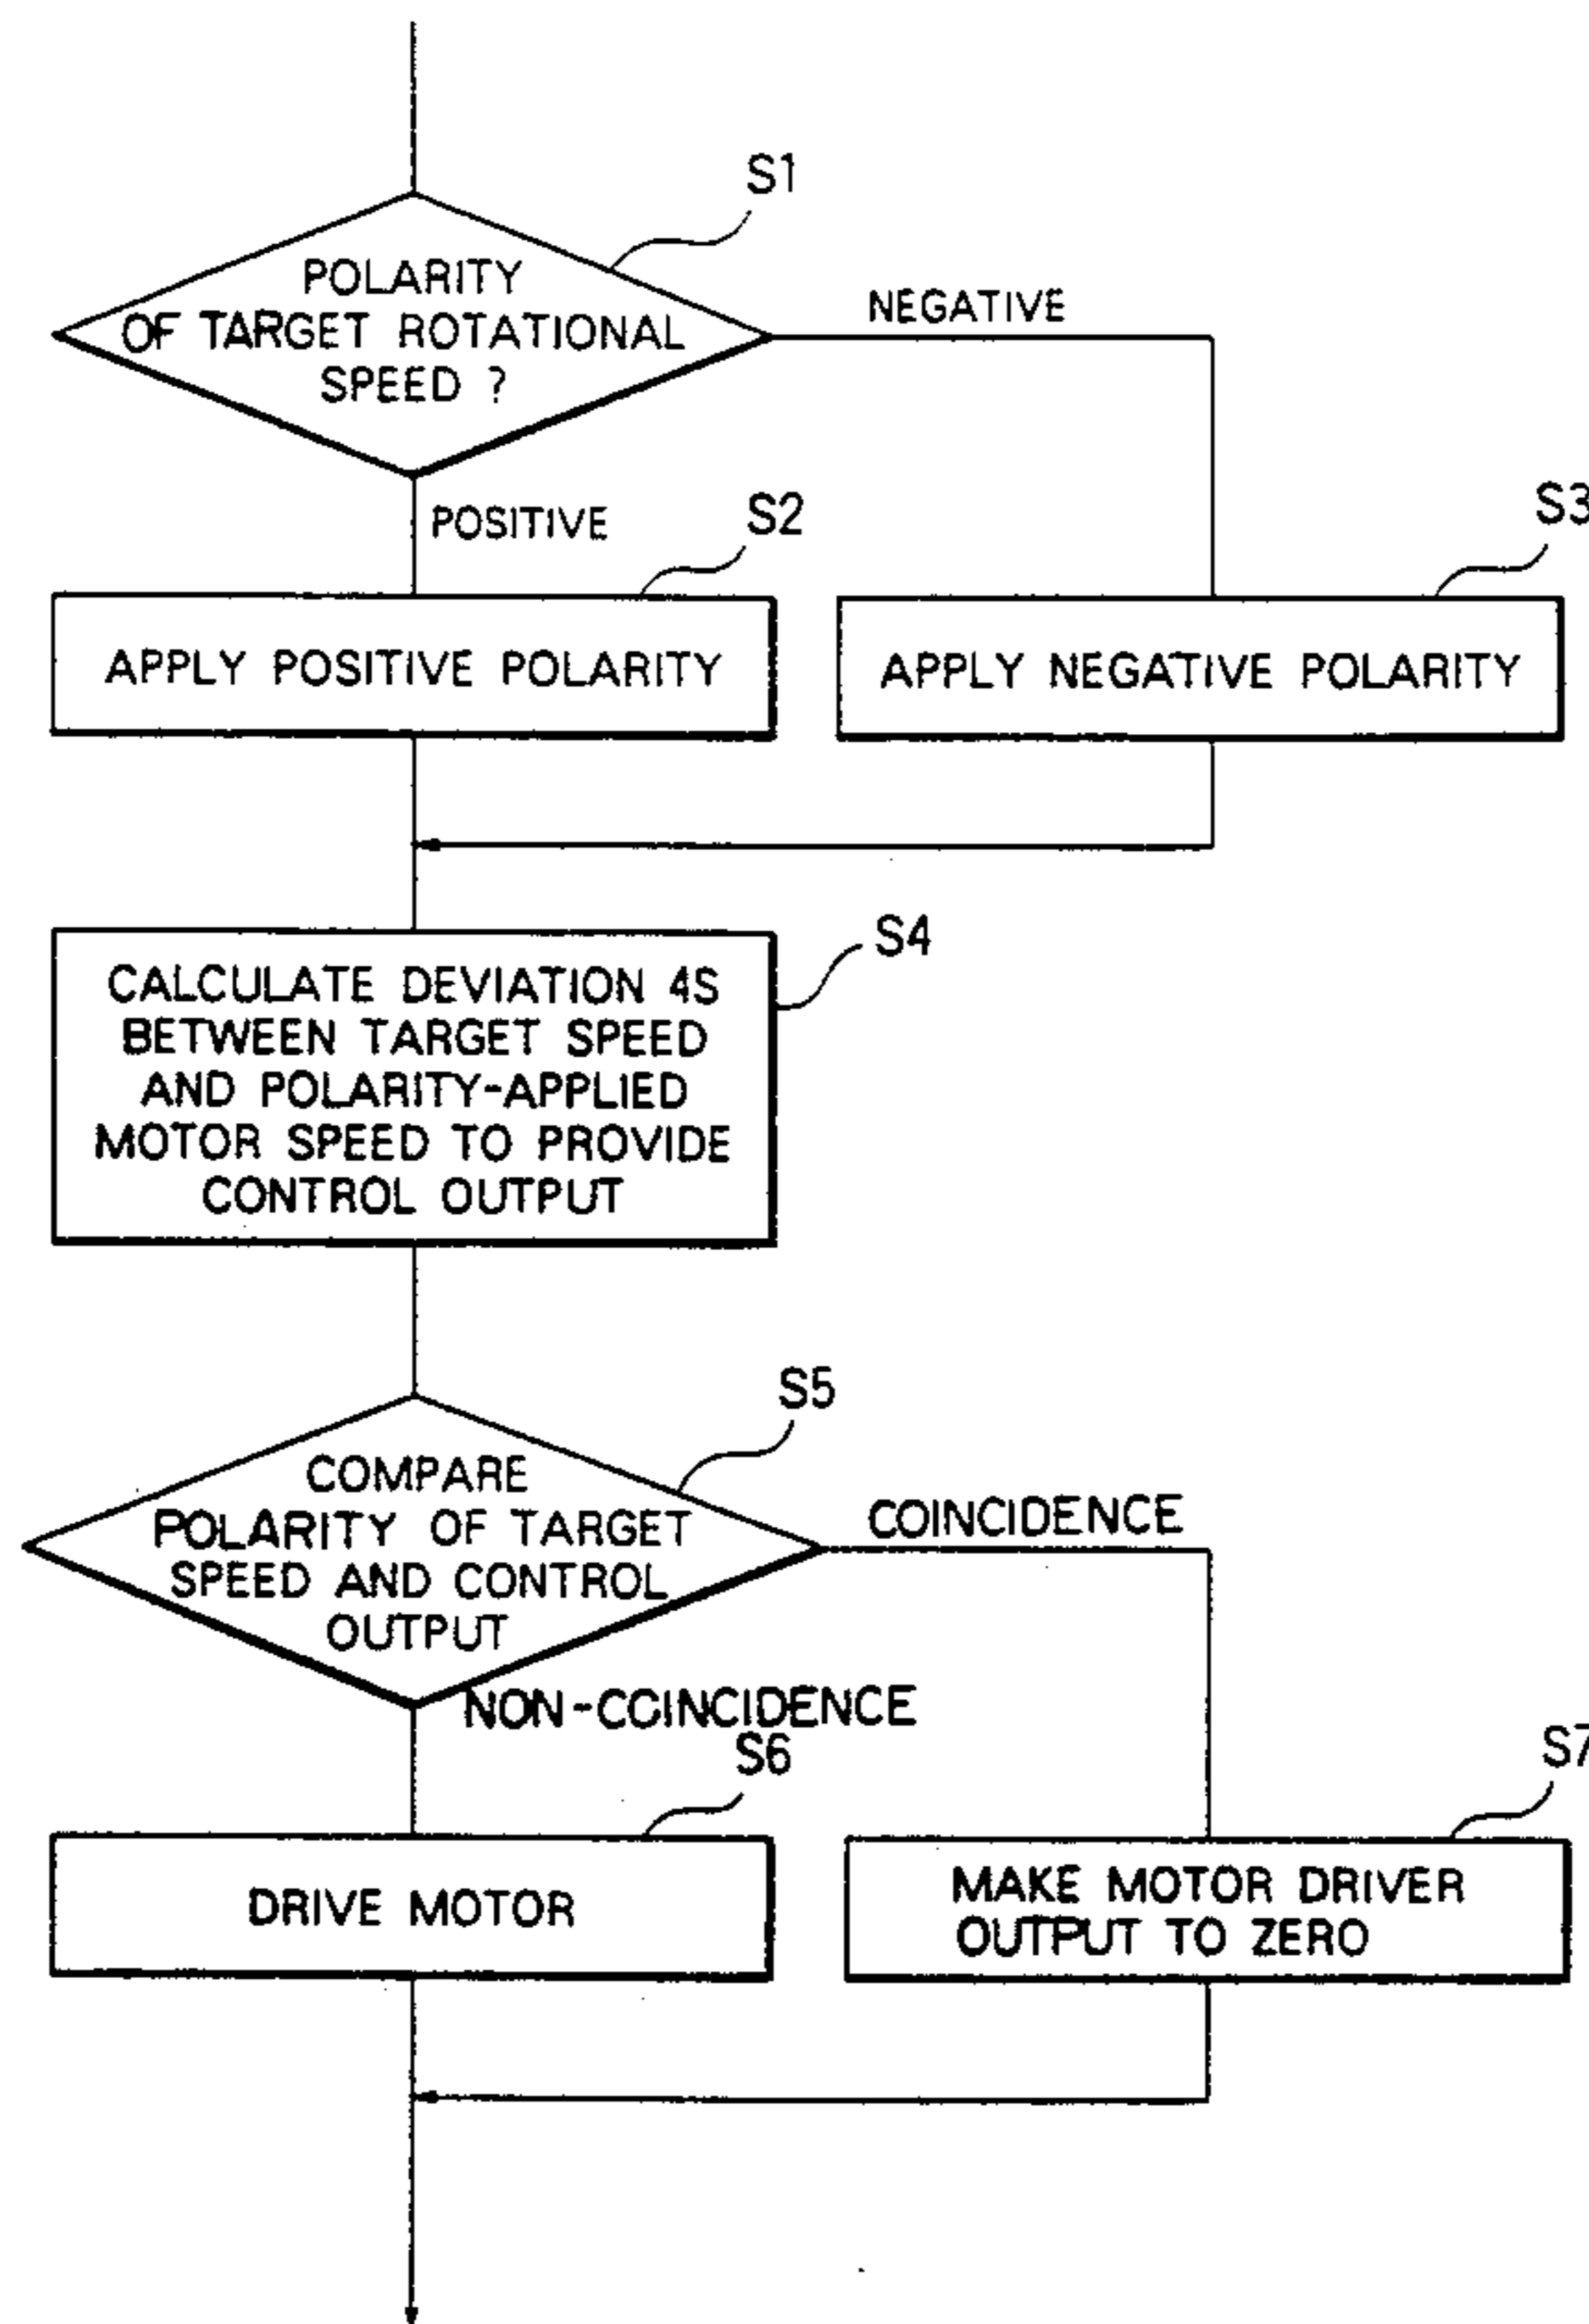 S1
POLARITY
OF TARGET ROTATIONAL
SPEED ?
NEGATIVE
POSITIVE
S2
S3
APPLY POSITIVE POLARITY
APPLY NEGATIVE POLARITY
S4
CALCULATE DEVIATION 4S
BETWEEN TARGET SPEED
AND POLARITY-APPLIED
MOTOR SPEED TO PROVIDE
CONTROL OUTPUT
S5
COMPARE
POLARITY OF TARGET
SPEED AND CONTROL
OUTPUT
COINCIDENCE
NON-COINCIDENCE
S6
S7
DRIVE MOTOR
MAKE MOTOR DRIVER
OUTPUT TO ZERO